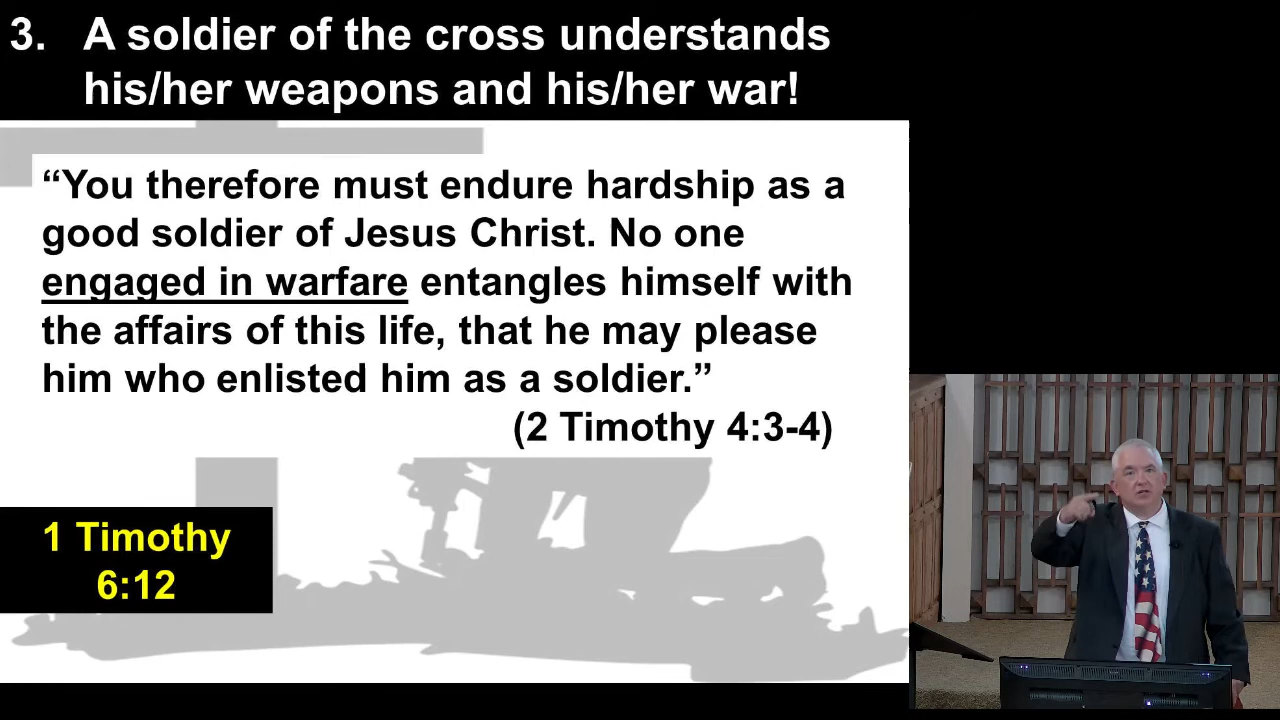 3. A soldier of the cross understands
his/her weapons and his/her war!
“You therefore must endure hardship as a
good soldier of Jesus Christ. No one
engaged in warfare entangles himself with
the affairs of this life, that he may please
him who enlisted him as a soldier.”
(2 Timothy 4:3-4)
1 Timothy
6:12